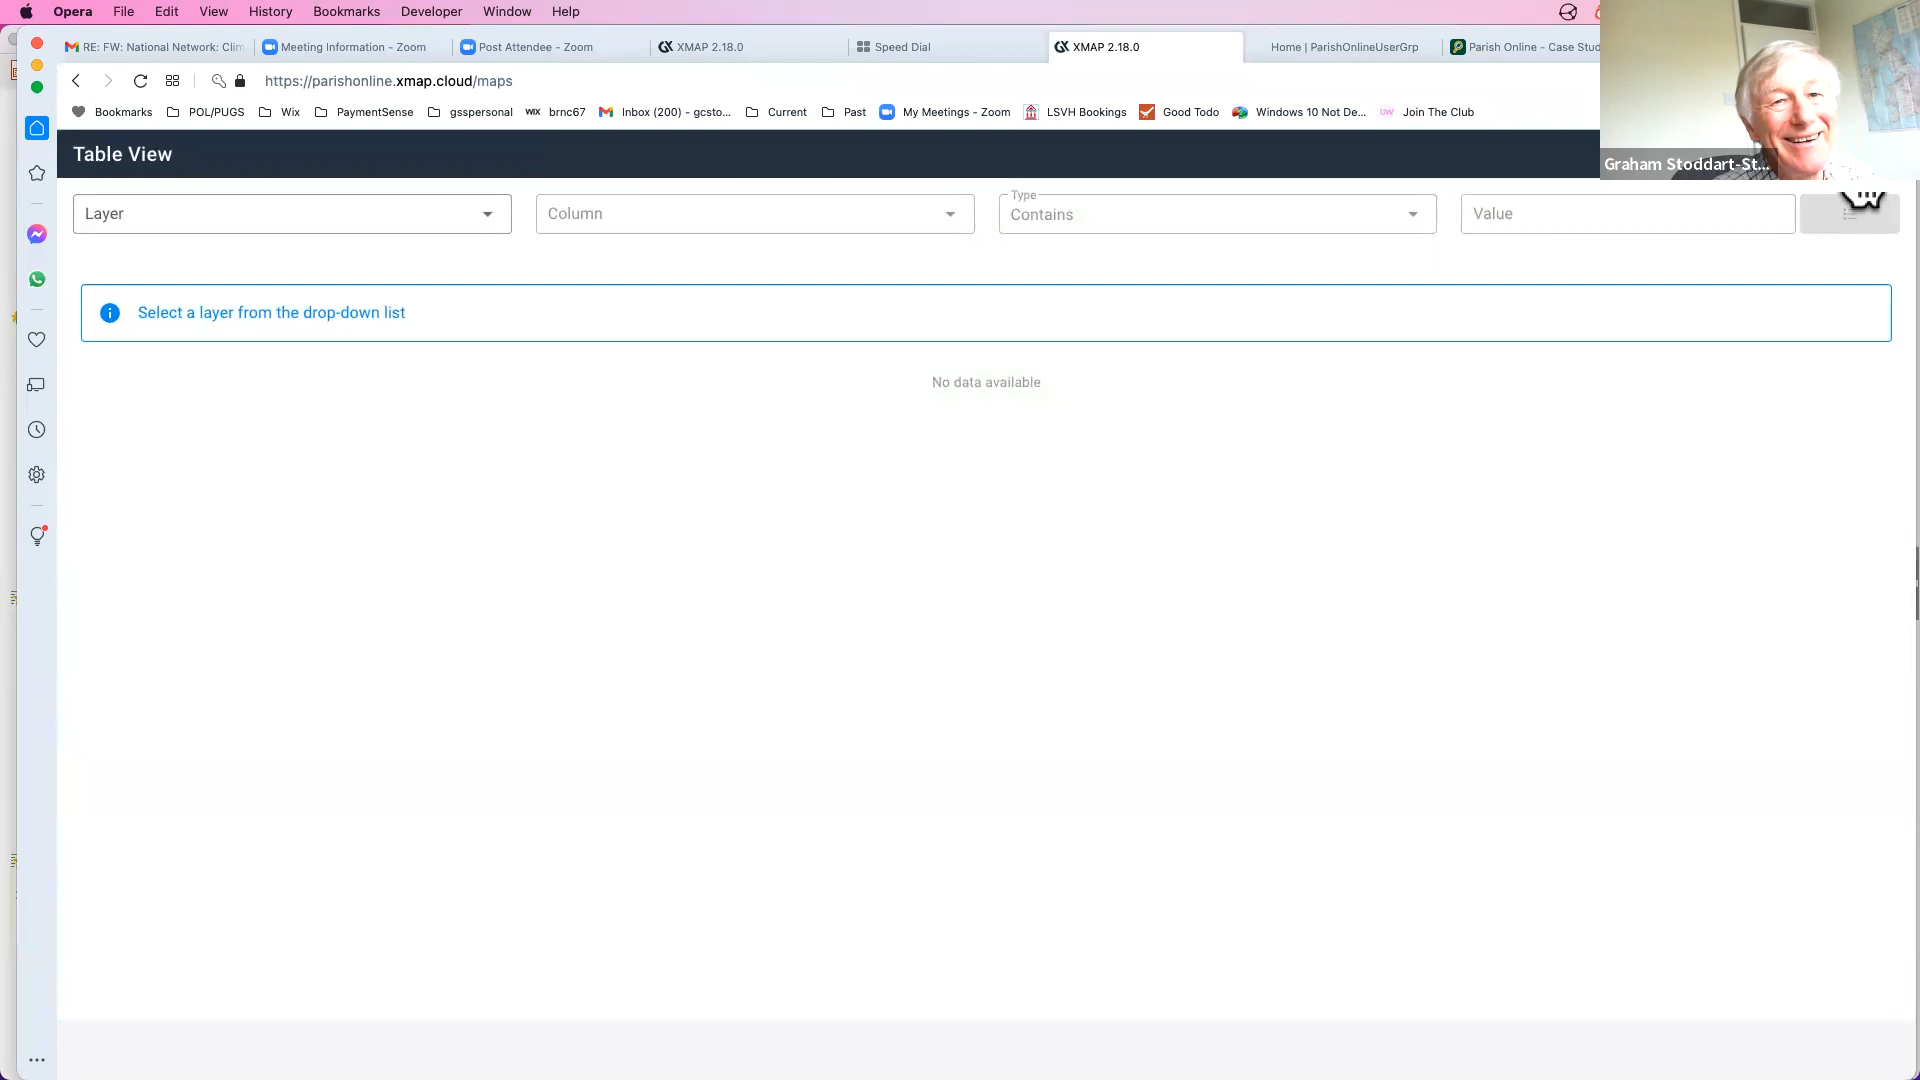 Opera File Edit View History Bookmarks Developer Window Help
RE: FW: National Network: Clim Meeting Information - Zoom Post Attendee - Zoom XMAP 2.18.0 Speed Dial XMAP 2.18.0 Home | ParishOnlineUserGrp Parish Online - Case Stud
https://parishonline.xmap.cloud/maps
Bookmarks POL/PUGS Wix PaymentSense gsspersonal WIX brnc67 Inbox (200) - gcsto... Current Past My Meetings - Zoom LSVH Bookings Good Todo Windows 10 Not De... UW Join The Club
Graham Stoddart-St...
Table View
Layer Column Type Contains Value
Select a layer from the drop-down list
No data available